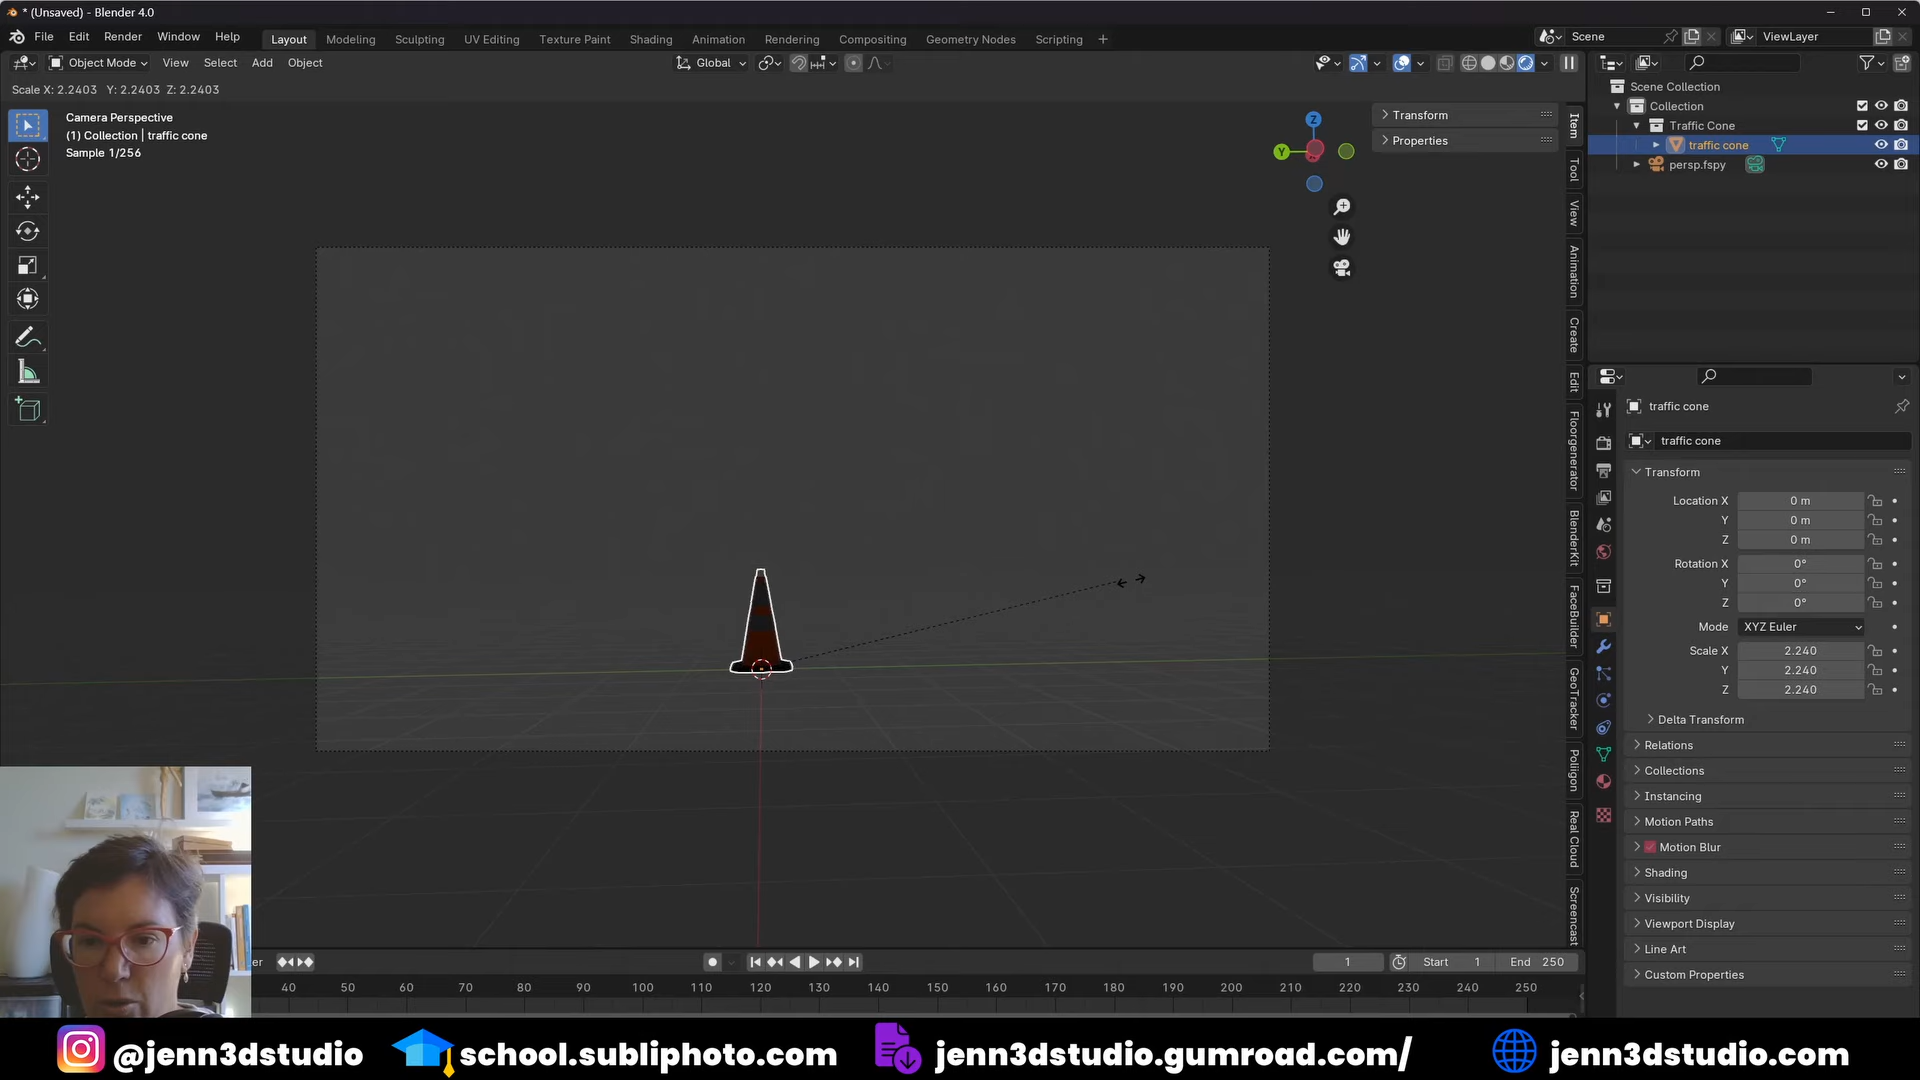 * (Unsaved) - Blender 4.0
File Edit Render Window Help
Layout Modeling Sculpting UV Editing Texture Paint Shading Animation Rendering Compositing Geometry Nodes Scripting +
Scene
ViewLayer
Object Mode View Select Add Object
Global
Scale X: 2.2403 Y: 2.2403 Z: 2.2403
Camera Perspective
(1) Collection | traffic cone
Sample 1/256
Z
Y
Transform
Properties
Item
Tool
View
Animation
Create
Edit
Floorgenerator
BlenderKit
FaceBuilder
GeoTracker
Poliigon
Real Cloud
Screencast
Scene Collection
Collection
Traffic Cone
traffic cone
persp.fspy
traffic cone
traffic cone
Transform
Location X 0 m
Y 0 m
Z 0 m
Rotation X 0°
Y 0°
Z 0°
Mode XYZ Euler
Scale X 2.240
Y 2.240
Z 2.240
Delta Transform
Relations
Collections
Instancing
Motion Paths
Motion Blur
Shading
Visibility
Viewport Display
Line Art
Custom Properties
er
1
Start 1
End 250
40 50 60 70 80 90 100 110 120 130 140 150 160 170 180 190 200 210 220 230 240 250
@jenn3dstudio
school.subliphoto.com
jenn3dstudio.gumroad.com/
jenn3dstudio.com